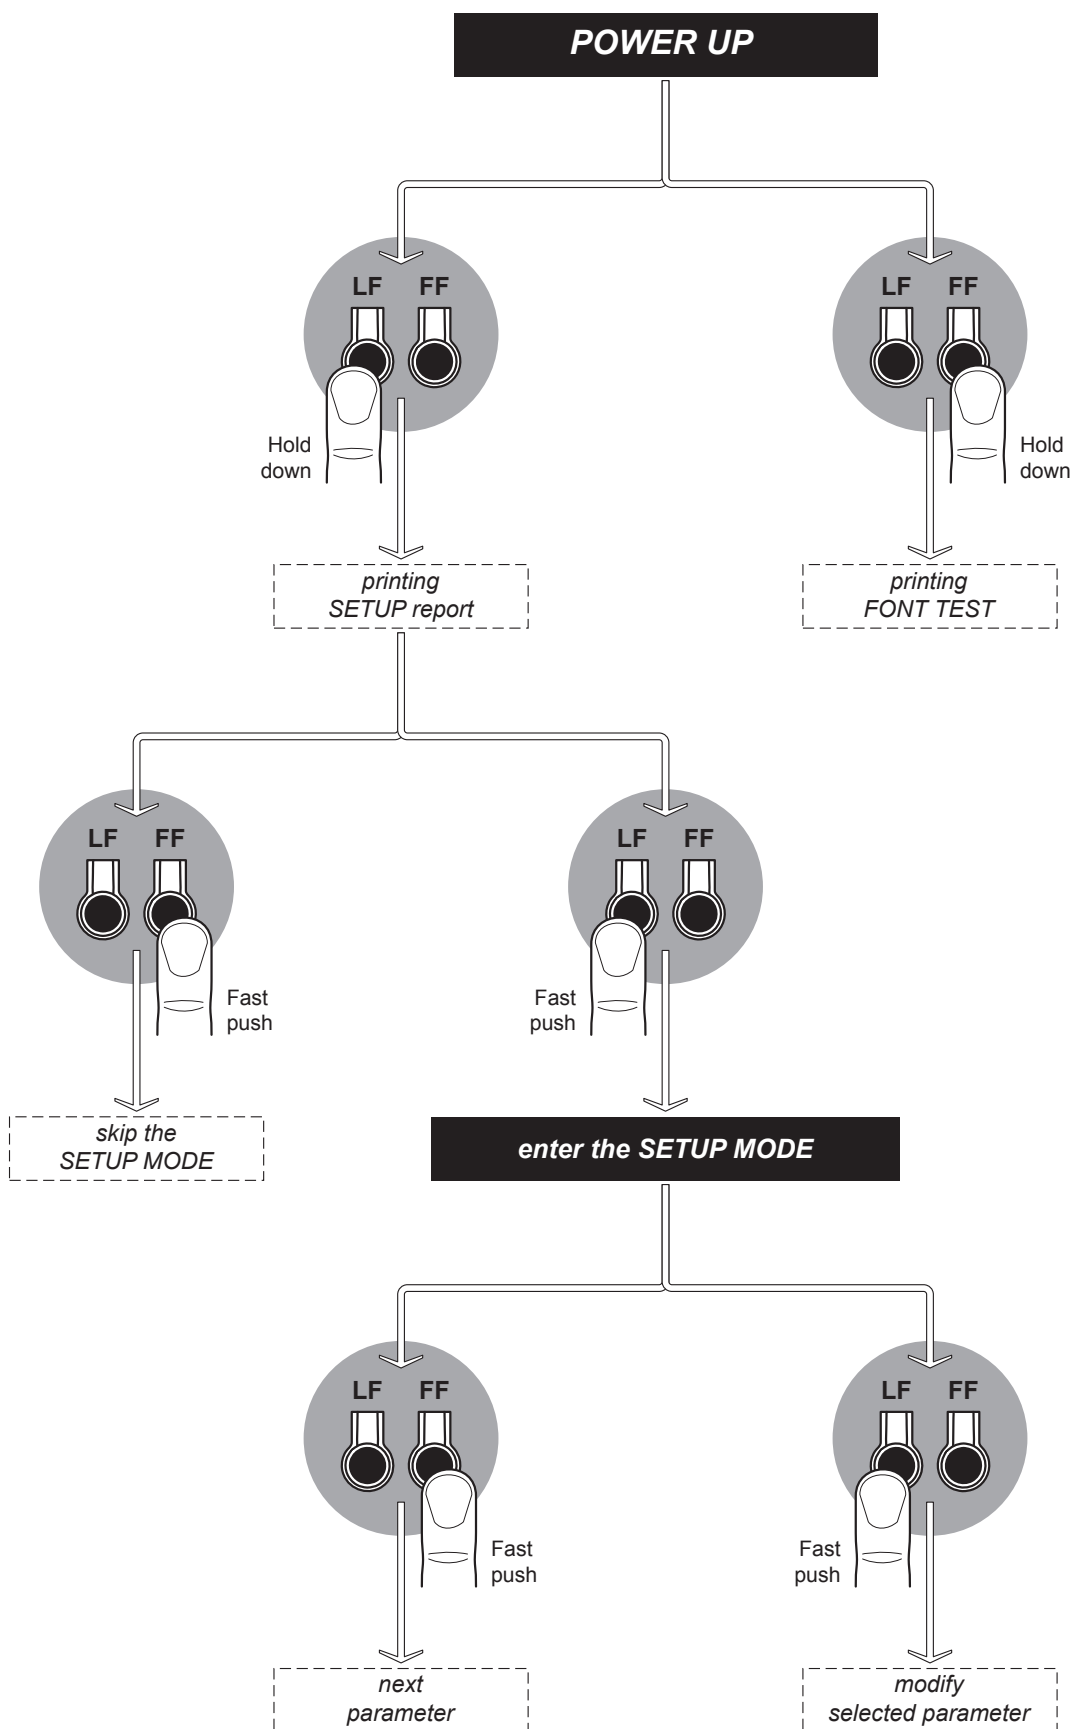 POWER UP
LF FF
Hold
down
LF FF
Hold
down
printing
SETUP report
printing
FONT TEST
LF FF
Fast
push
LF FF
Fast
push
skip the
SETUP MODE
enter the SETUP MODE
LF FF
Fast
push
LF FF
Fast
push
next
parameter
modify
selected parameter